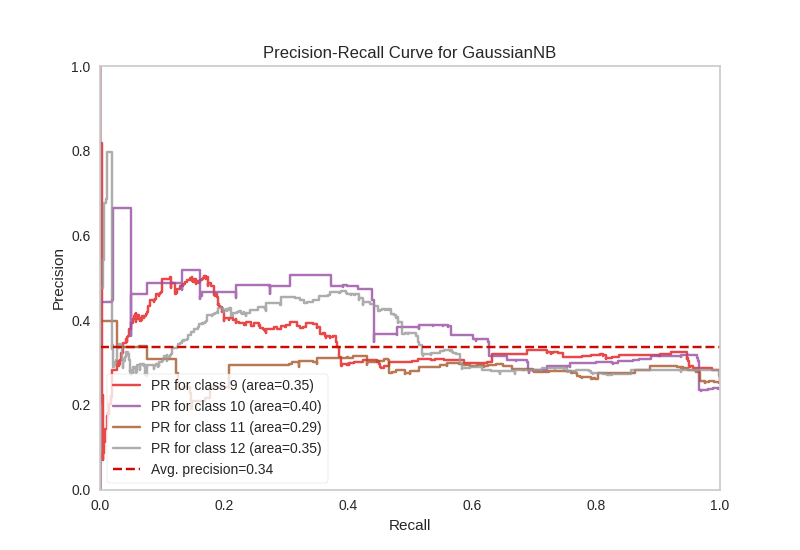 Precision-Recall Curve for GaussianNB
1.0
0.8
0.6
0.4
0.2
0.0
Precision
PR for class 9 (area=0.35)
PR for class 10 (area=0.40)
PR for class 11 (area=0.29)
PR for class 12 (area=0.35)
Avg. precision=0.34
0.0 0.2 0.4 0.6 0.8 1.0
Recall